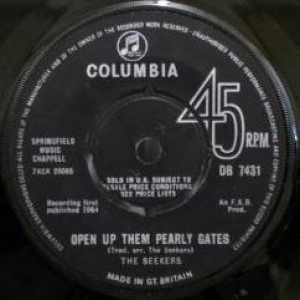 COLUMBIA
45
RPM
SPRINGFIELD
MUSIC
CHAPPELL
DB 7431
SOLD IN U.K. SUBJECT TO
RESALE PRICE CONDITIONS,
SEE PRICE LISTS
Recording first
published 1964
An F.X.B.
Prod.
OPEN UP THEM PEARLY GATES
(Trad. arr. The Seekers)
THE SEEKERS
MADE IN GT. BRITAIN